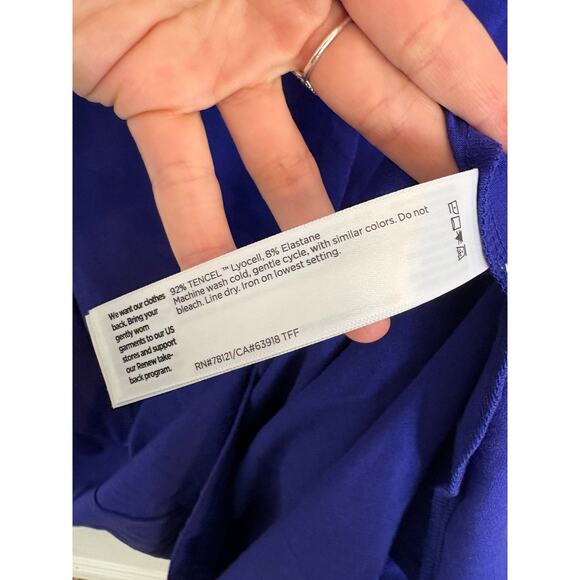 We want our clothes
back. Bring your
gently worn
garments to our US
stores and support
our Renew take-
back program.
92% TENCEL™ Lyocell, 8% Elastane
Machine wash cold, gentle cycle, with similar colors. Do not
bleach. Line dry. Iron on lowest setting.
RN#78121/CA#63918 TFF